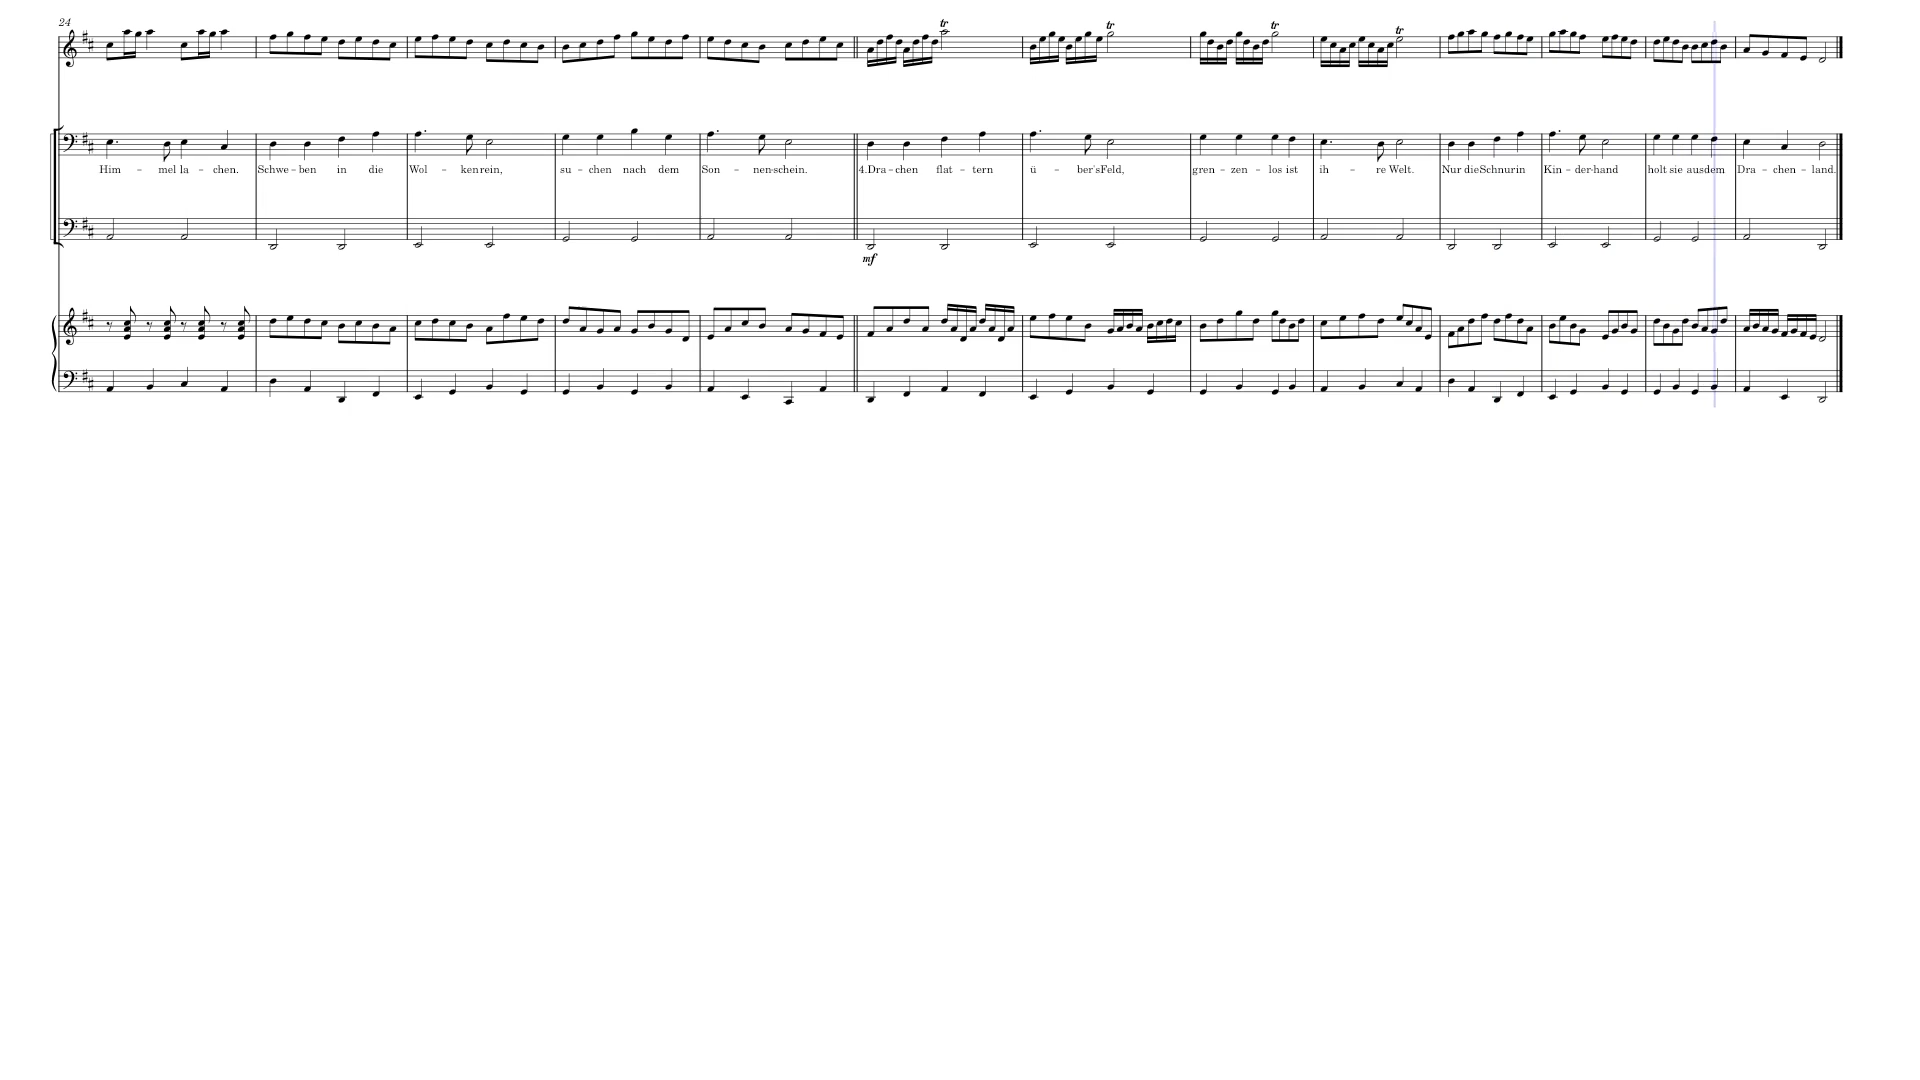 24
tr tr tr tr
Him - mel la - chen. Schwe - ben in die Wol - ken rein, su - chen nach dem Son - nen - schein. 4.Dra - chen flat - tern ü - ber'sFeld, gren - zen - los ist ih - re Welt. Nur dieSchnurin Kin - der-hand holt sie ausdem Dra - chen - land.
mf